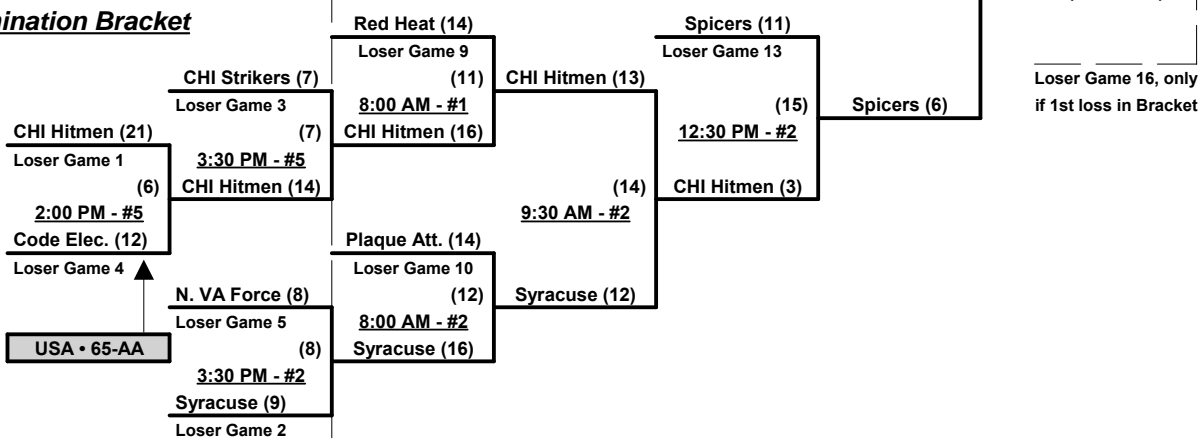 mination Bracket
Red Heat (14)
Loser Game 9
(11)
8:00 AM - #1
CHI Hitmen (16)
CHI Strikers (7)
Loser Game 3
(7)
3:30 PM - #5
CHI Hitmen (14)
CHI Hitmen (21)
Loser Game 1
(6)
2:00 PM - #5
Code Elec. (12)
Loser Game 4
USA • 65-AA
N. VA Force (8)
Loser Game 5
(8)
3:30 PM - #2
Syracuse (9)
Loser Game 2
Plaque Att. (14)
Loser Game 10
(12)
8:00 AM - #2
Syracuse (16)
CHI Hitmen (13)
(14)
9:30 AM - #2
Syracuse (12)
Spicers (11)
Loser Game 13
(15)
12:30 PM - #2
CHI Hitmen (3)
Spicers (6)
Loser Game 16, only
if 1st loss in Bracket